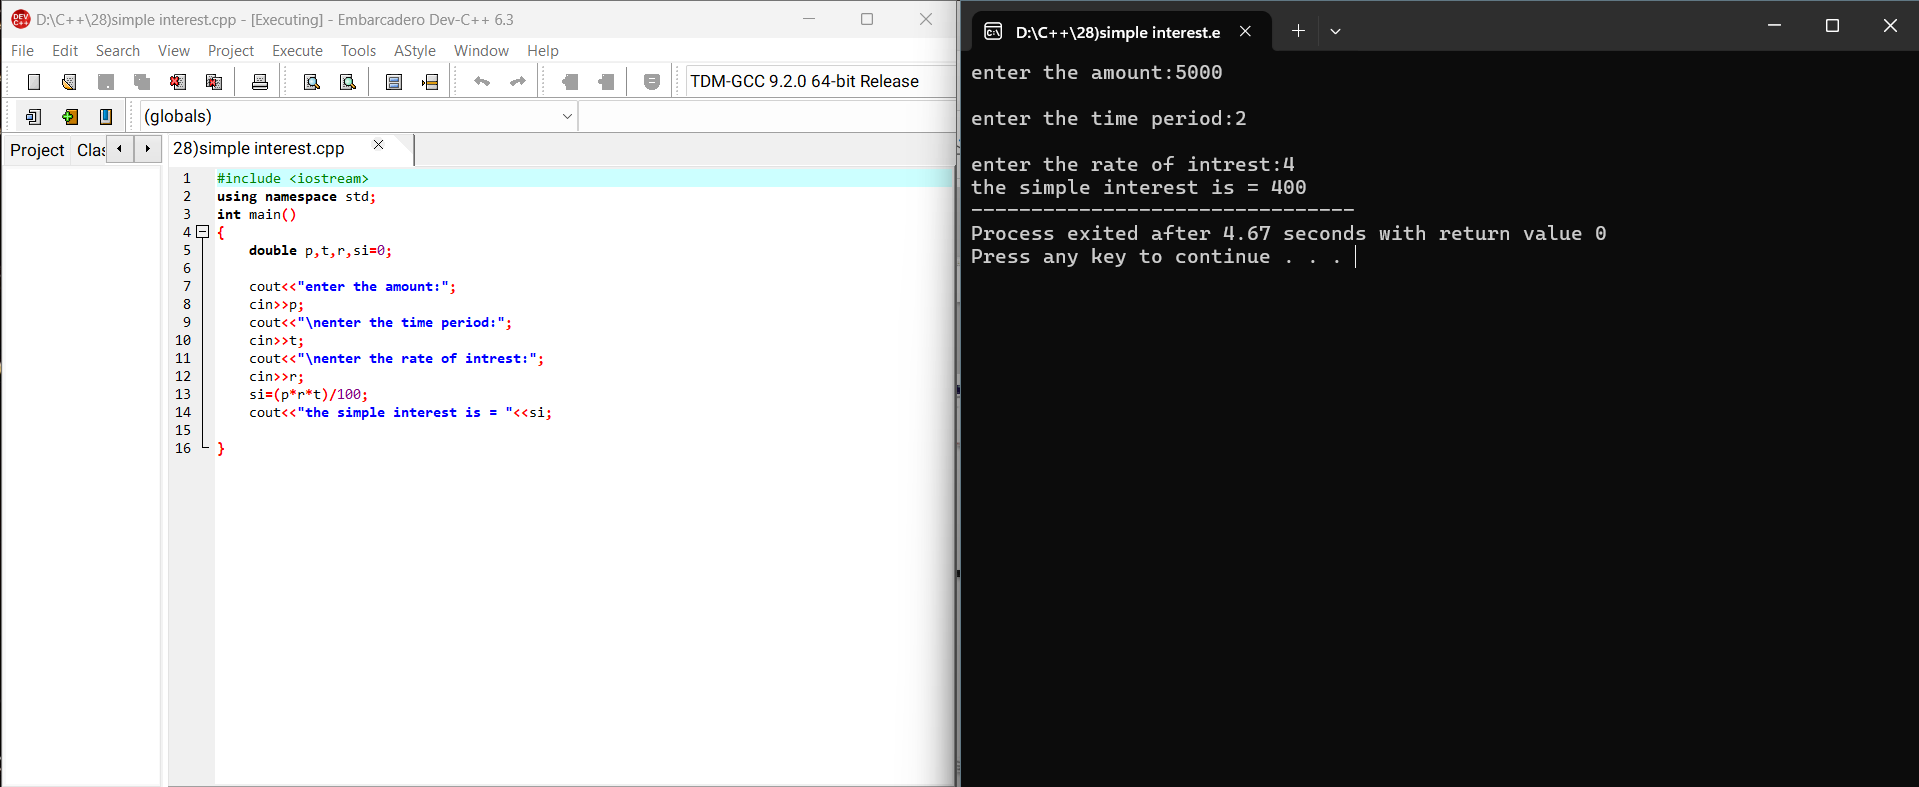 D:\C++\28)simple interest.cpp - [Executing] - Embarcadero Dev-C++ 6.3
File Edit Search View Project Execute Tools AStyle Window Help
TDM-GCC 9.2.0 64-bit Release
(globals)
Project Clas
28)simple interest.cpp
1 #include <iostream>
2 using namespace std;
3 int main()
4 {
5 double p,t,r,si=0;
6
7 cout<<"enter the amount:";
8 cin>>p;
9 cout<<"\nenter the time period:";
10 cin>>t;
11 cout<<"\nenter the rate of intrest:";
12 cin>>r;
13 si=(p*r*t)/100;
14 cout<<"the simple interest is = "<<si;
15
16 }
D:\C++\28)simple interest.e
enter the amount:5000
enter the time period:2
enter the rate of intrest:4
the simple interest is = 400
--------------------------------
Process exited after 4.67 seconds with return value 0
Press any key to continue . . .